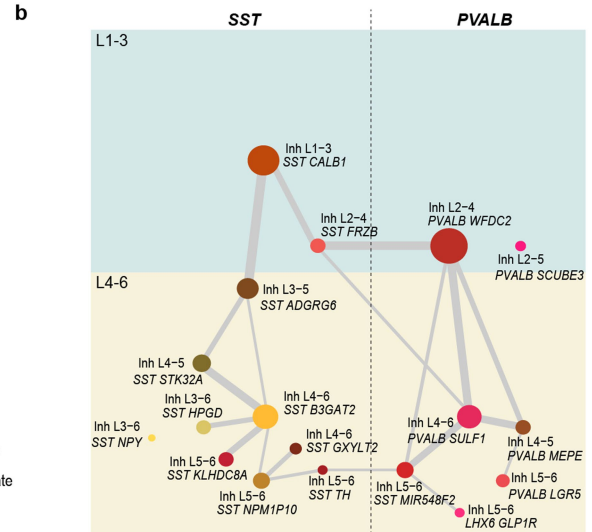 b
SST
PVALB
L1-3
Inh L1−3
SST CALB1
Inh L2−4
SST FRZB
Inh L2−4
PVALB WFDC2
Inh L2−5
PVALB SCUBE3
L4-6
Inh L3−5
SST ADGRG6
Inh L4−5
SST STK32A
Inh L3−6
SST HPGD
Inh L4−6
SST B3GAT2
Inh L3−6
SST NPY
Inh L4−6
SST GXYLT2
Inh L4−6
PVALB SULF1
Inh L4−5
PVALB MEPE
Inh L5−6
SST KLHDC8A
Inh L5−6
SST NPM1P10
Inh L5−6
SST TH
Inh L5−6
SST MIR548F2
Inh L5−6
PVALB LGR5
Inh L5−6
LHX6 GLP1R